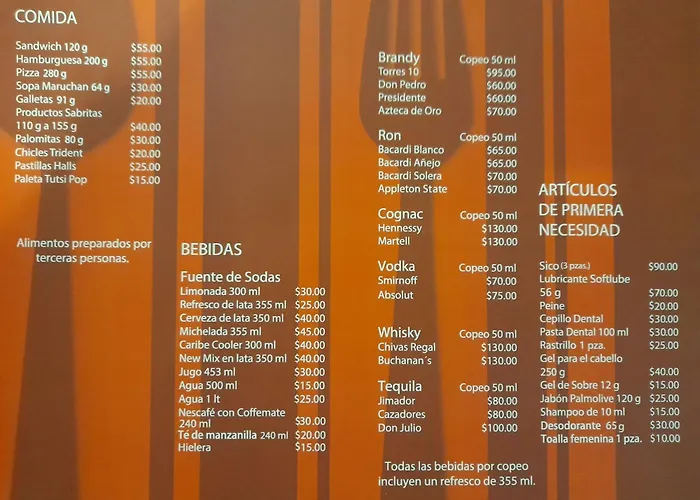 COMIDA
Sandwich 120 g $55.00
Hamburguesa 200 g $55.00
Pizza 280 g $55.00
Sopa Maruchan 64 g $30.00
Galletas 91 g $20.00
Productos Sabritas
110 g a 155 g $40.00
Palomitas 80 g $30.00
Chicles Trident $20.00
Pastillas Halls $25.00
Paleta Tutsi Pop $15.00
Alimentos preparados por
terceras personas.
BEBIDAS
Fuente de Sodas
Limonada 300 ml $30.00
Refresco de lata 355 ml $25.00
Cerveza de lata 350 ml $40.00
Michelada 355 ml $45.00
Caribe Cooler 300 ml $40.00
New Mix en lata 350 ml $40.00
Jugo 453 ml $30.00
Agua 500 ml $15.00
Agua 1 lt $25.00
Nescafé con Coffemate
240 ml $30.00
Té de manzanilla 240 ml $20.00
Hielera $15.00
Brandy Copeo 50 ml
Torres 10 $95.00
Don Pedro $60.00
Presidente $60.00
Azteca de Oro $70.00
Ron Copeo 50 ml
Bacardi Blanco $65.00
Bacardi Añejo $65.00
Bacardi Solera $70.00
Appleton State $70.00
Cognac Copeo 50 ml
Hennessy $130.00
Martell $130.00
Vodka Copeo 50 ml
Smirnoff $70.00
Absolut $75.00
Whisky Copeo 50 ml
Chivas Regal $130.00
Buchanan´s $130.00
Tequila Copeo 50 ml
Jimador $80.00
Cazadores $80.00
Don Julio $100.00
Todas las bebidas por copeo
incluyen un refresco de 355 ml.
ARTÍCULOS
DE PRIMERA
NECESIDAD
Sico (3 pzas.) $90.00
Lubricante Softlube
56 g $70.00
Peine $20.00
Cepillo Dental $30.00
Pasta Dental 100 ml $30.00
Rastrillo 1 pza. $25.00
Gel para el cabello
250 g $40.00
Gel de Sobre 12 g $15.00
Jabón Palmolive 120 g $25.00
Shampoo de 10 ml $15.00
Desodorante 65 g $30.00
Toalla femenina 1 pza. $10.00